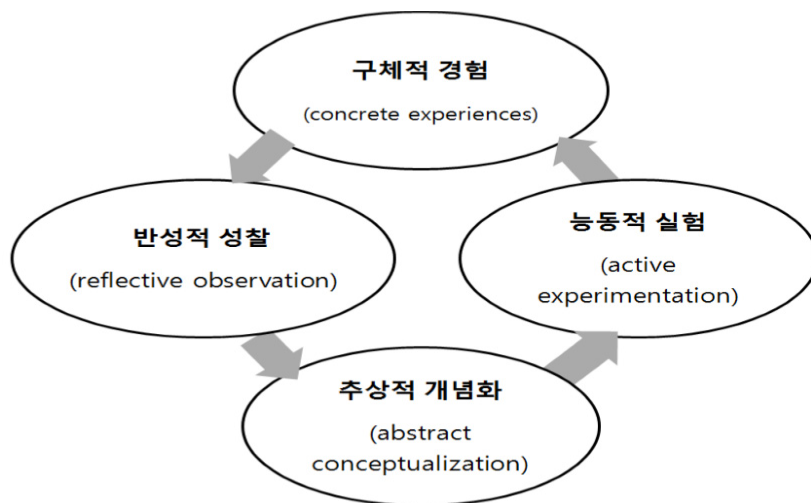 구체적 경험
(concrete experiences)
반성적 성찰
(reflective observation)
능동적 실험
(active
experimentation)
추상적 개념화
(abstract
conceptualization)